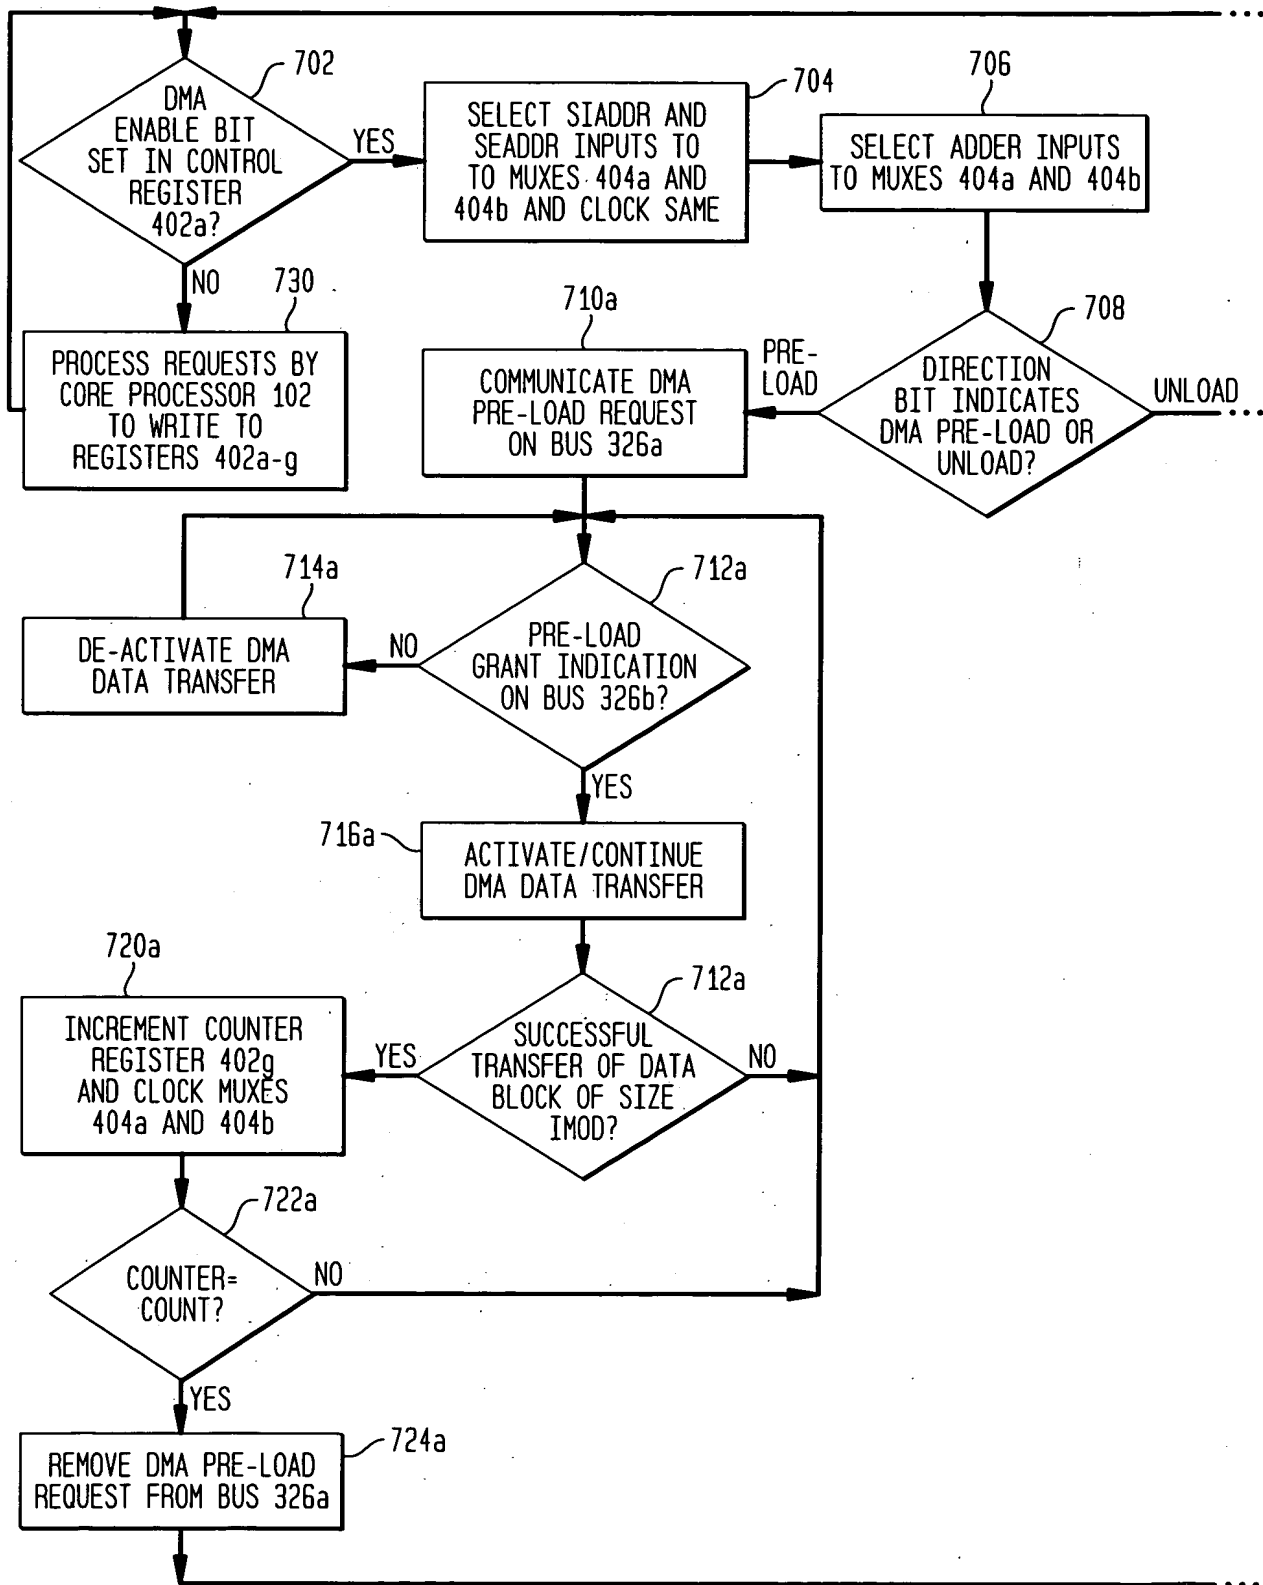 702
DMA
ENABLE BIT
SET IN CONTROL
REGISTER
402a?
YES
NO
704
SELECT SIADDR AND
SEADDR INPUTS TO
TO MUXES 404a AND
404b AND CLOCK SAME
706
SELECT ADDER INPUTS
TO MUXES 404a AND 404b
730
PROCESS REQUESTS BY
CORE PROCESSOR 102
TO WRITE TO
REGISTERS 402a-g
710a
COMMUNICATE DMA
PRE-LOAD REQUEST
ON BUS 326a
PRE-
LOAD
708
DIRECTION
BIT INDICATES
DMA PRE-LOAD OR
UNLOAD?
UNLOAD
714a
DE-ACTIVATE DMA
DATA TRANSFER
NO
712a
PRE-LOAD
GRANT INDICATION
ON BUS 326b?
YES
716a
ACTIVATE/CONTINUE
DMA DATA TRANSFER
720a
INCREMENT COUNTER
REGISTER 402g
AND CLOCK MUXES
404a AND 404b
YES
712a
SUCCESSFUL
TRANSFER OF DATA
BLOCK OF SIZE
IMOD?
NO
722a
COUNTER=
COUNT?
NO
YES
724a
REMOVE DMA PRE-LOAD
REQUEST FROM BUS 326a